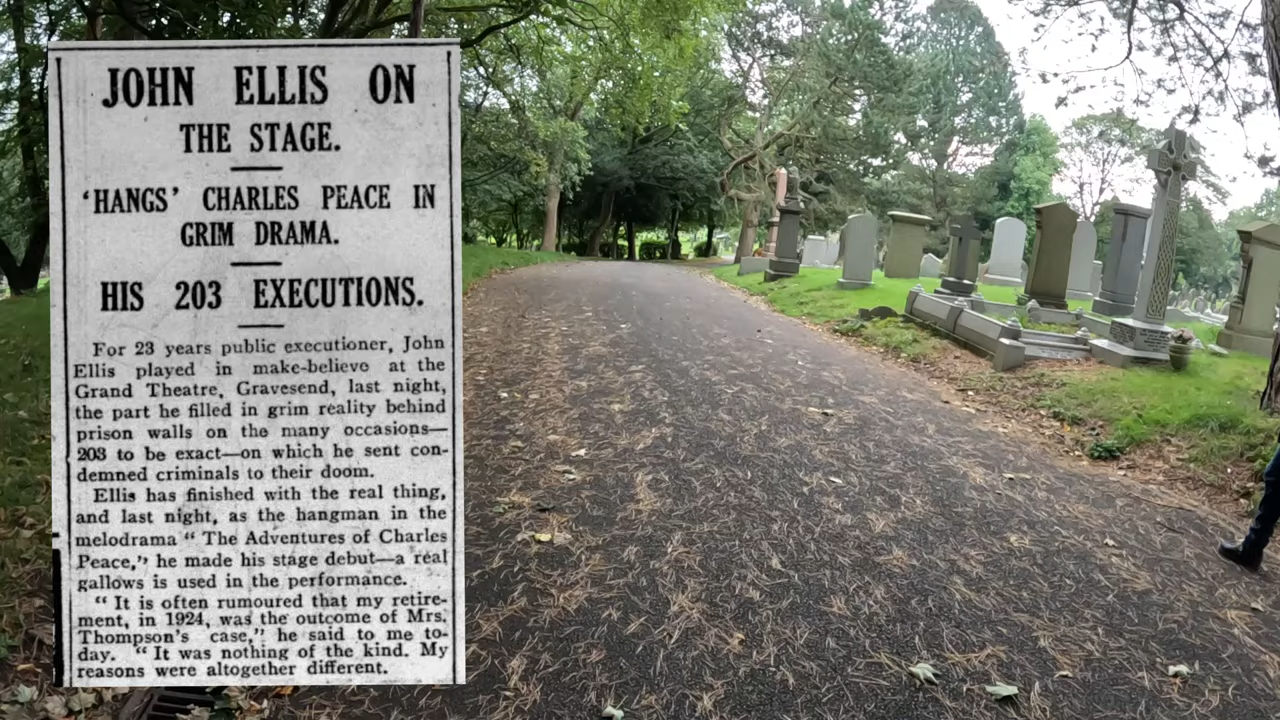 JOHN ELLIS ON
THE STAGE.
'HANGS' CHARLES PEACE IN
GRIM DRAMA.
HIS 203 EXECUTIONS.
For 23 years public executioner, John
Ellis played in make-believe at the
Grand Theatre, Gravesend, last night,
the part he filled in grim reality behind
prison walls on the many occasions—
203 to be exact—on which he sent con-
demned criminals to their doom.
Ellis has finished with the real thing,
and last night, as the hangman in the
melodrama "The Adventures of Charles
Peace," he made his stage debut—a real
gallows is used in the performance.
"It is often rumoured that my retire-
ment, in 1924, was the outcome of Mrs.
Thompson's case," he said to me to-
day. "It was nothing of the kind. My
reasons were altogether different.